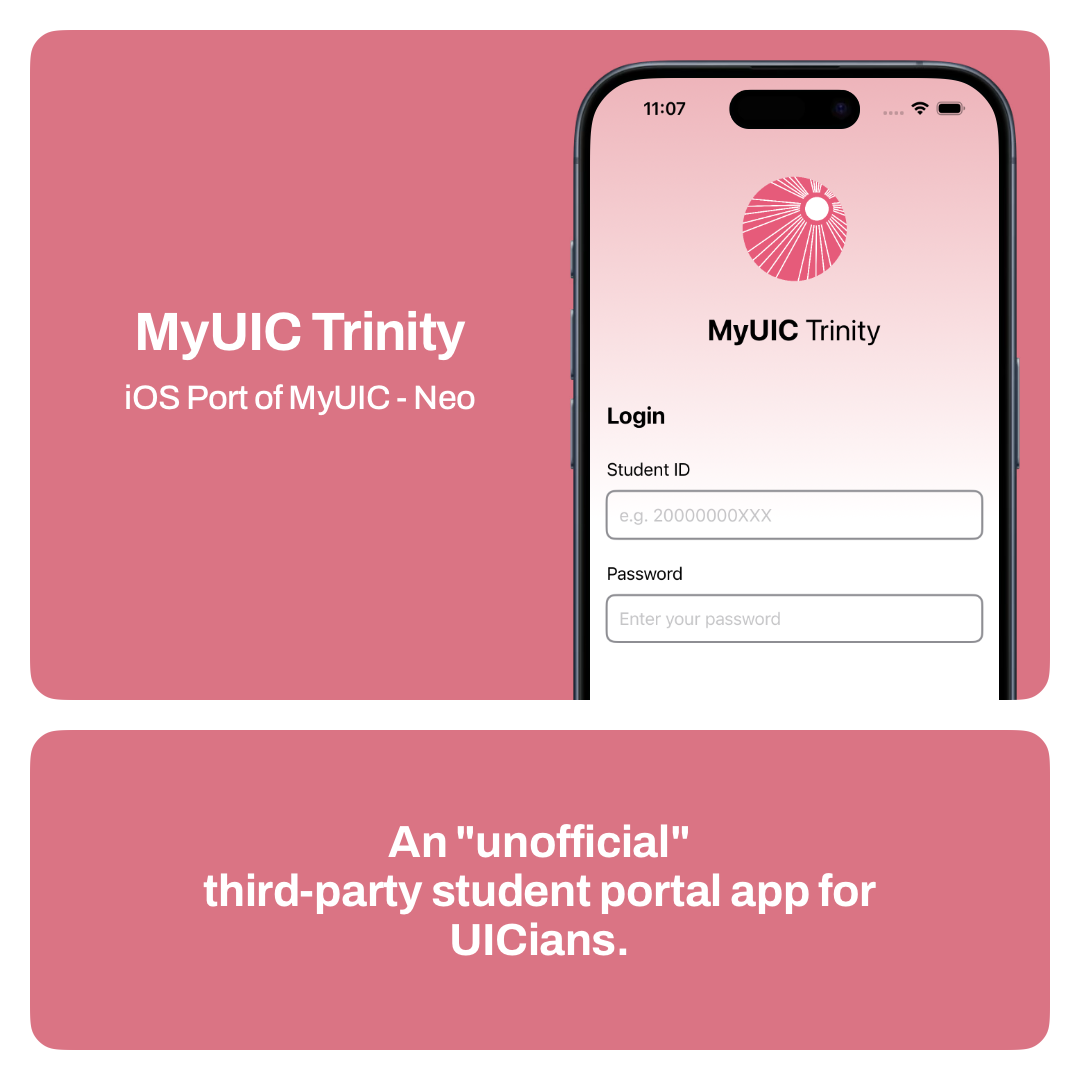 MyUIC Trinity
iOS Port of MyUIC - Neo
11:07
MyUIC Trinity
Login
Student ID
e.g. 20000000XXX
Password
Enter your password
An "unofficial"
third-party student portal app for
UICians.